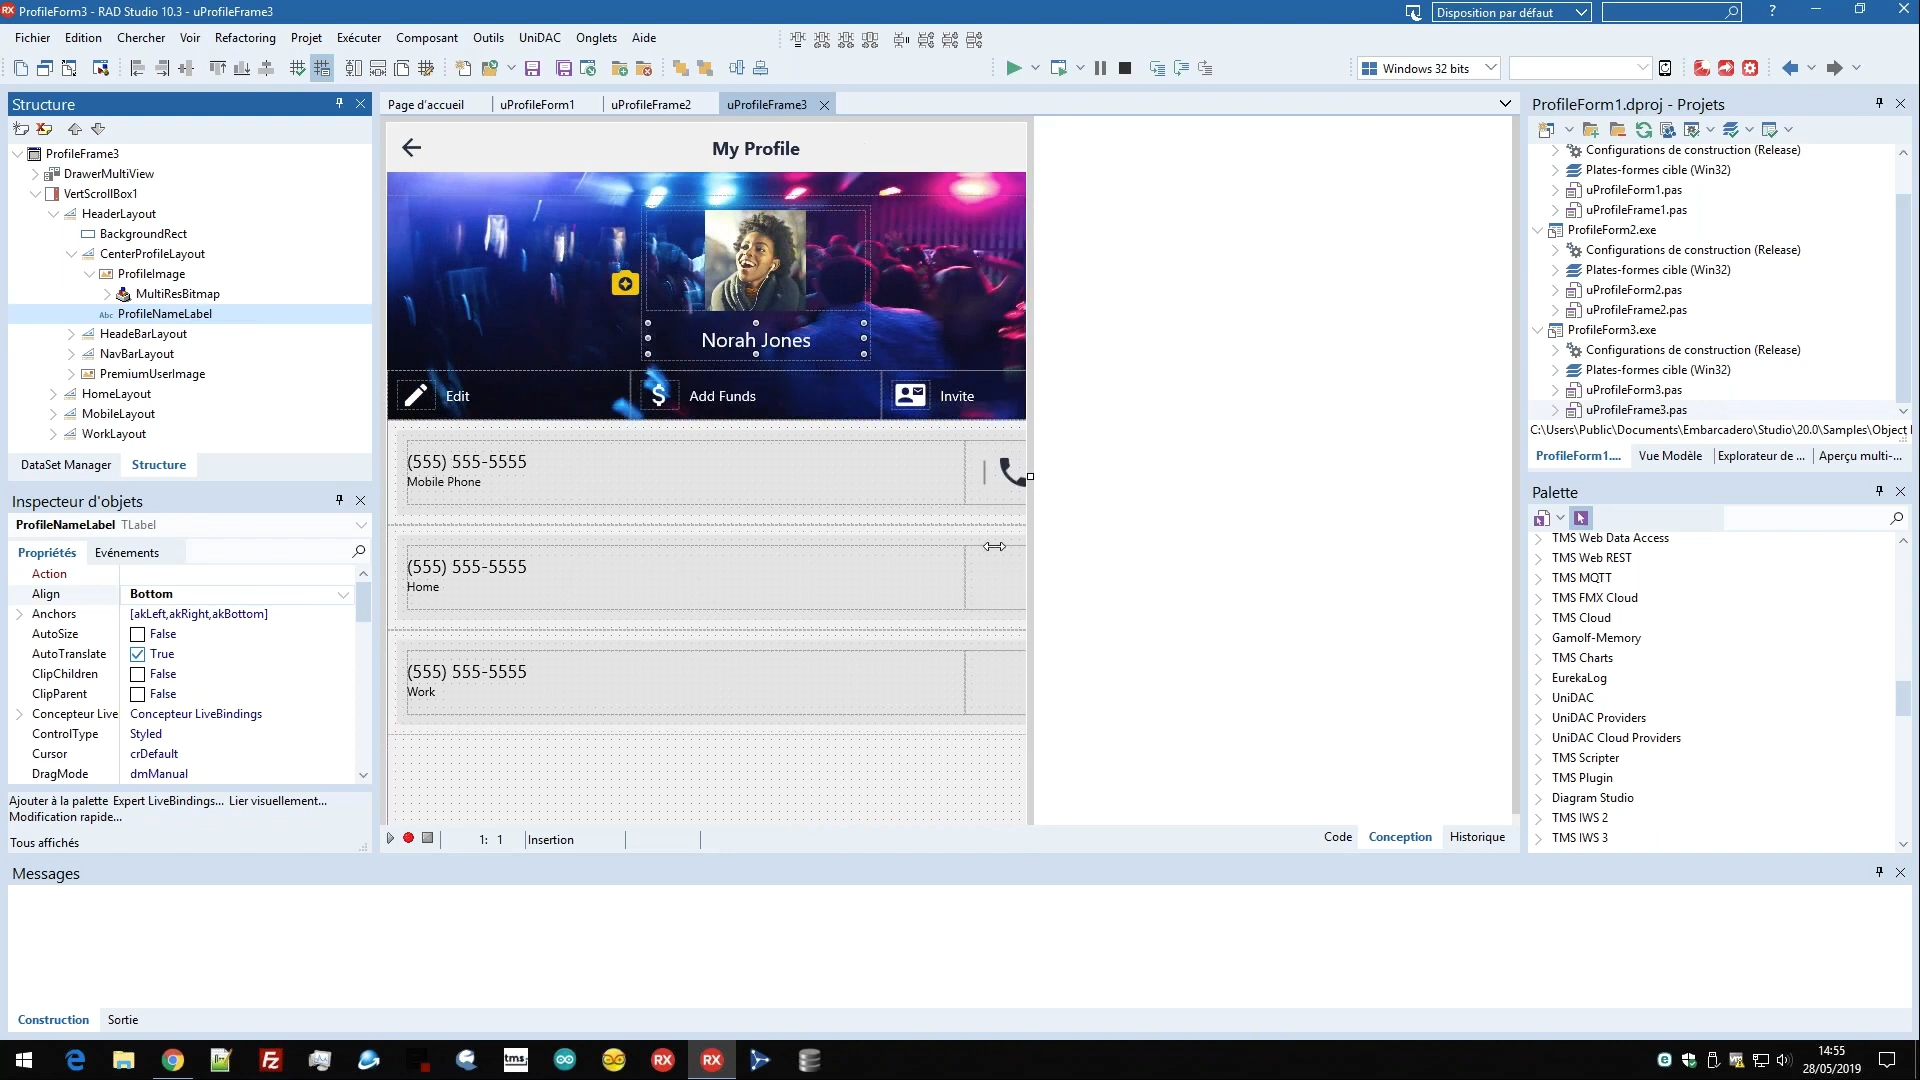 ProfileForm3 - RAD Studio 10.3 - uProfileFrame3
Disposition par défaut
?
Fichier Edition Chercher Voir Refactoring Projet Exécuter Composant Outils UniDAC Onglets Aide
Windows 32 bits
Structure
ProfileFrame3
DrawerMultiView
VertScrollBox1
HeaderLayout
BackgroundRect
CenterProfileLayout
ProfileImage
MultiResBitmap
Abc ProfileNameLabel
HeadeBarLayout
NavBarLayout
PremiumUserImage
HomeLayout
MobileLayout
WorkLayout
DataSet Manager Structure
Inspecteur d'objets
ProfileNameLabel TLabel
Propriétés Evénements
Action
Align Bottom
Anchors [akLeft,akRight,akBottom]
AutoSize False
AutoTranslate True
ClipChildren False
ClipParent False
Concepteur Live Concepteur LiveBindings
ControlType Styled
Cursor crDefault
DragMode dmManual
Ajouter à la palette Expert LiveBindings... Lier visuellement...
Modification rapide...
Tous affichés
Page d'accueil uProfileForm1 uProfileFrame2 uProfileFrame3
My Profile
Norah Jones
Edit $ Add Funds Invite
(555) 555-5555
Mobile Phone
(555) 555-5555
Home
(555) 555-5555
Work
1: 1 Insertion
Code Conception Historique
ProfileForm1.dproj - Projets
Configurations de construction (Release)
Plates-formes cible (Win32)
uProfileForm1.pas
uProfileFrame1.pas
ProfileForm2.exe
Configurations de construction (Release)
Plates-formes cible (Win32)
uProfileForm2.pas
uProfileFrame2.pas
ProfileForm3.exe
Configurations de construction (Release)
Plates-formes cible (Win32)
uProfileForm3.pas
uProfileFrame3.pas
C:\Users\Public\Documents\Embarcadero\Studio\20.0\Samples\Object
ProfileForm1.... Vue Modèle Explorateur de ... Aperçu multi-...
Palette
TMS Web Data Access
TMS Web REST
TMS MQTT
TMS FMX Cloud
TMS Cloud
Gamolf-Memory
TMS Charts
EurekaLog
UniDAC
UniDAC Providers
UniDAC Cloud Providers
TMS Scripter
TMS Plugin
Diagram Studio
TMS IWS 2
TMS IWS 3
Messages
Construction Sortie
tms
RX
RX
14:55
28/05/2019